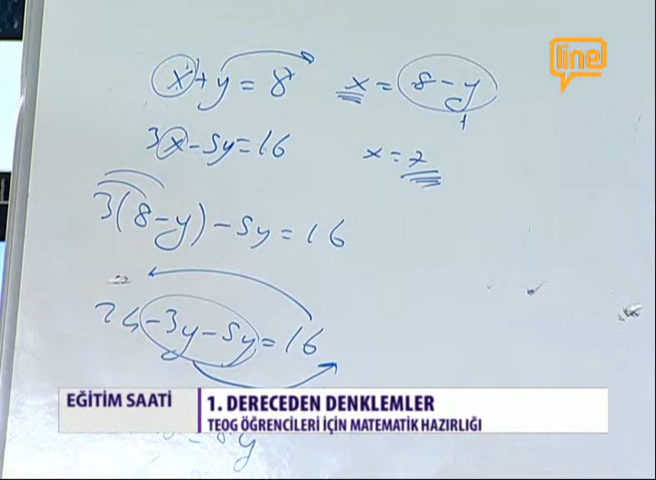 line
x + y = 8 x = 8 - y
3x - 5y = 16 x = 7
3(8 - y) - 5y = 16
24 - 3y - 5y = 16
EĞİTİM SAATİ
1. DERECEDEN DENKLEMLER
TEOG ÖĞRENCİLERİ İÇİN MATEMATİK HAZIRLIĞI